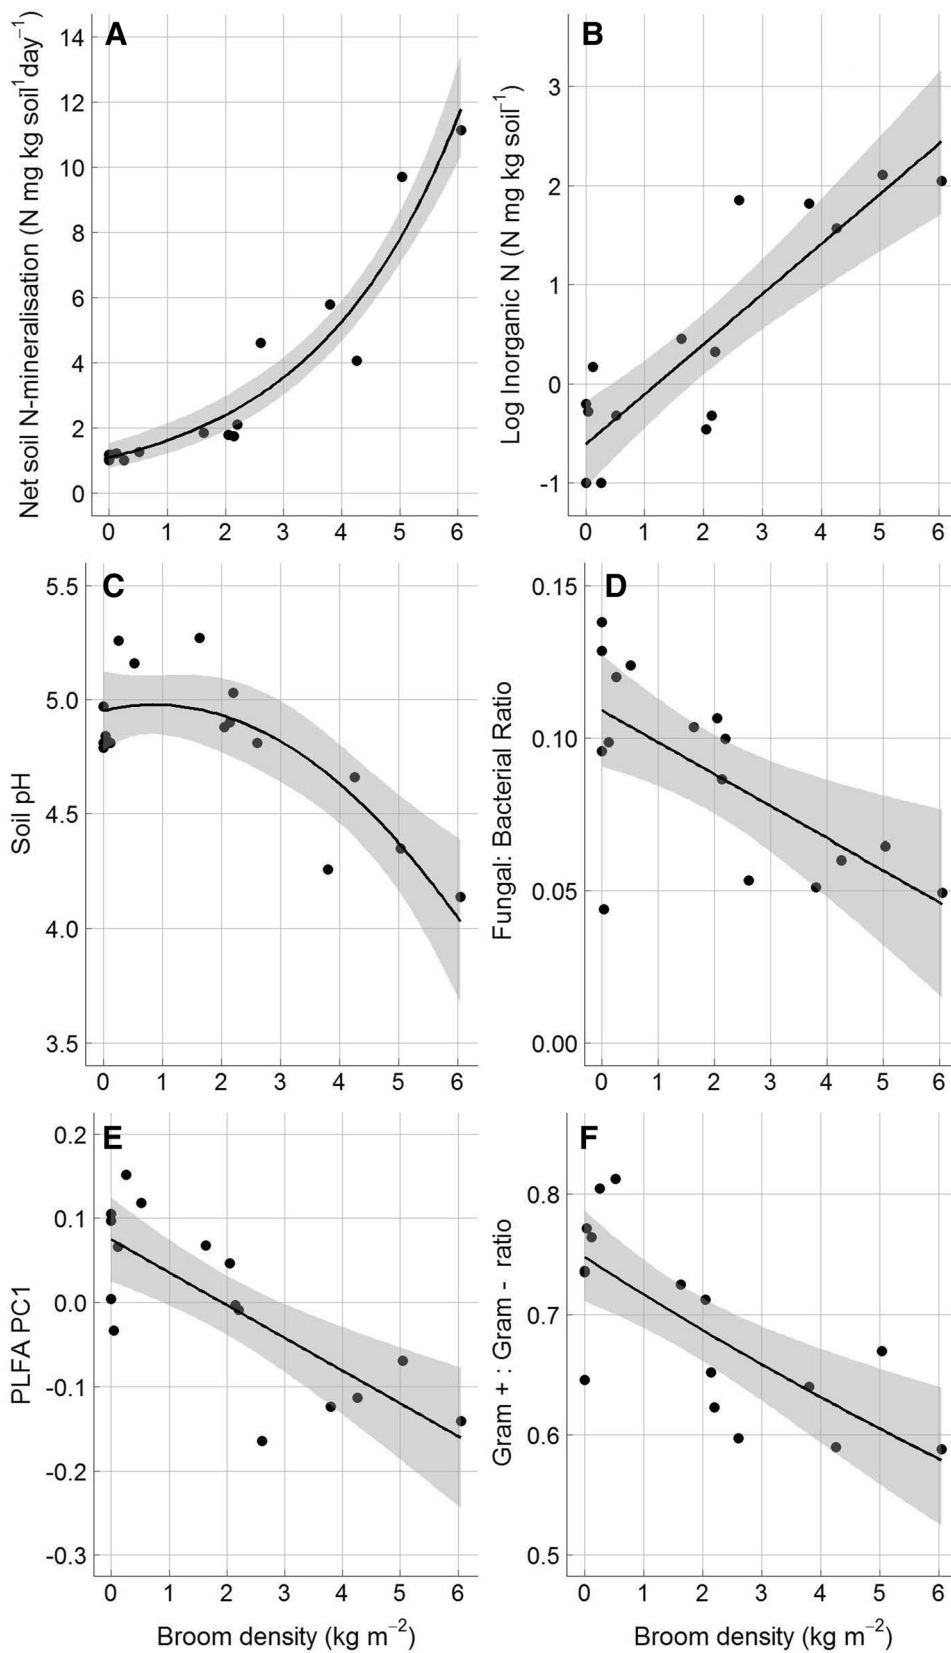 A
Net soil N-mineralisation (N mg kg soil¹day⁻¹)
14
12
10
8
6
4
2
0
0 1 2 3 4 5 6
B
Log Inorganic N (N mg kg soil⁻¹)
3
2
1
0
-1
0 1 2 3 4 5 6
C
Soil pH
5.5
5.0
4.5
4.0
3.5
0 1 2 3 4 5 6
D
Fungal: Bacterial Ratio
0.15
0.10
0.05
0.00
0 1 2 3 4 5 6
E
PLFA PC1
0.2
0.1
0.0
-0.1
-0.2
-0.3
0 1 2 3 4 5 6
Broom density (kg m⁻²)
F
Gram + : Gram - ratio
0.8
0.7
0.6
0.5
0 1 2 3 4 5 6
Broom density (kg m⁻²)